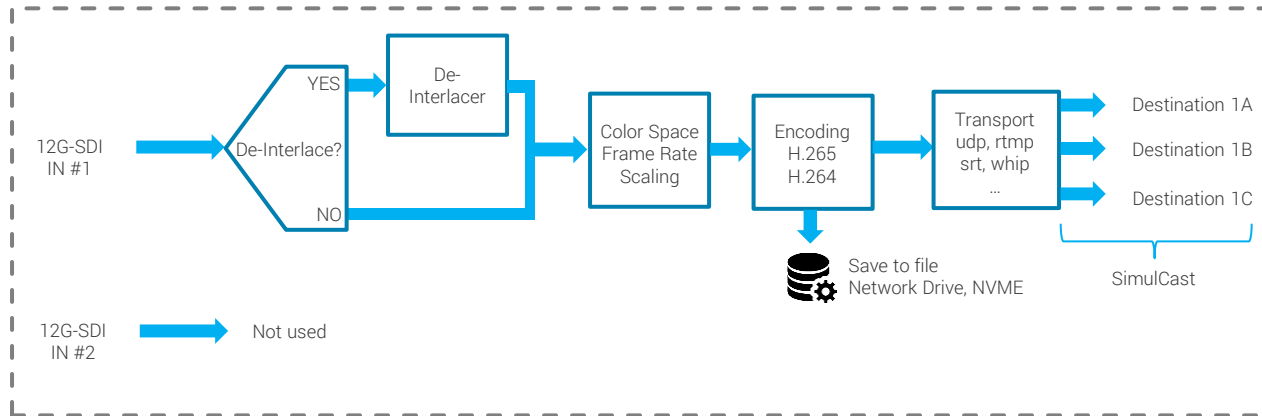 12G-SDI
IN #1
De-Interlace?
YES
NO
De-
Interlacer
Color Space
Frame Rate
Scaling
Encoding
H.265
H.264
Save to file
Network Drive, NVME
Transport
udp, rtmp
srt, whip
...
Destination 1A
Destination 1B
Destination 1C
SimulCast
12G-SDI
IN #2
Not used